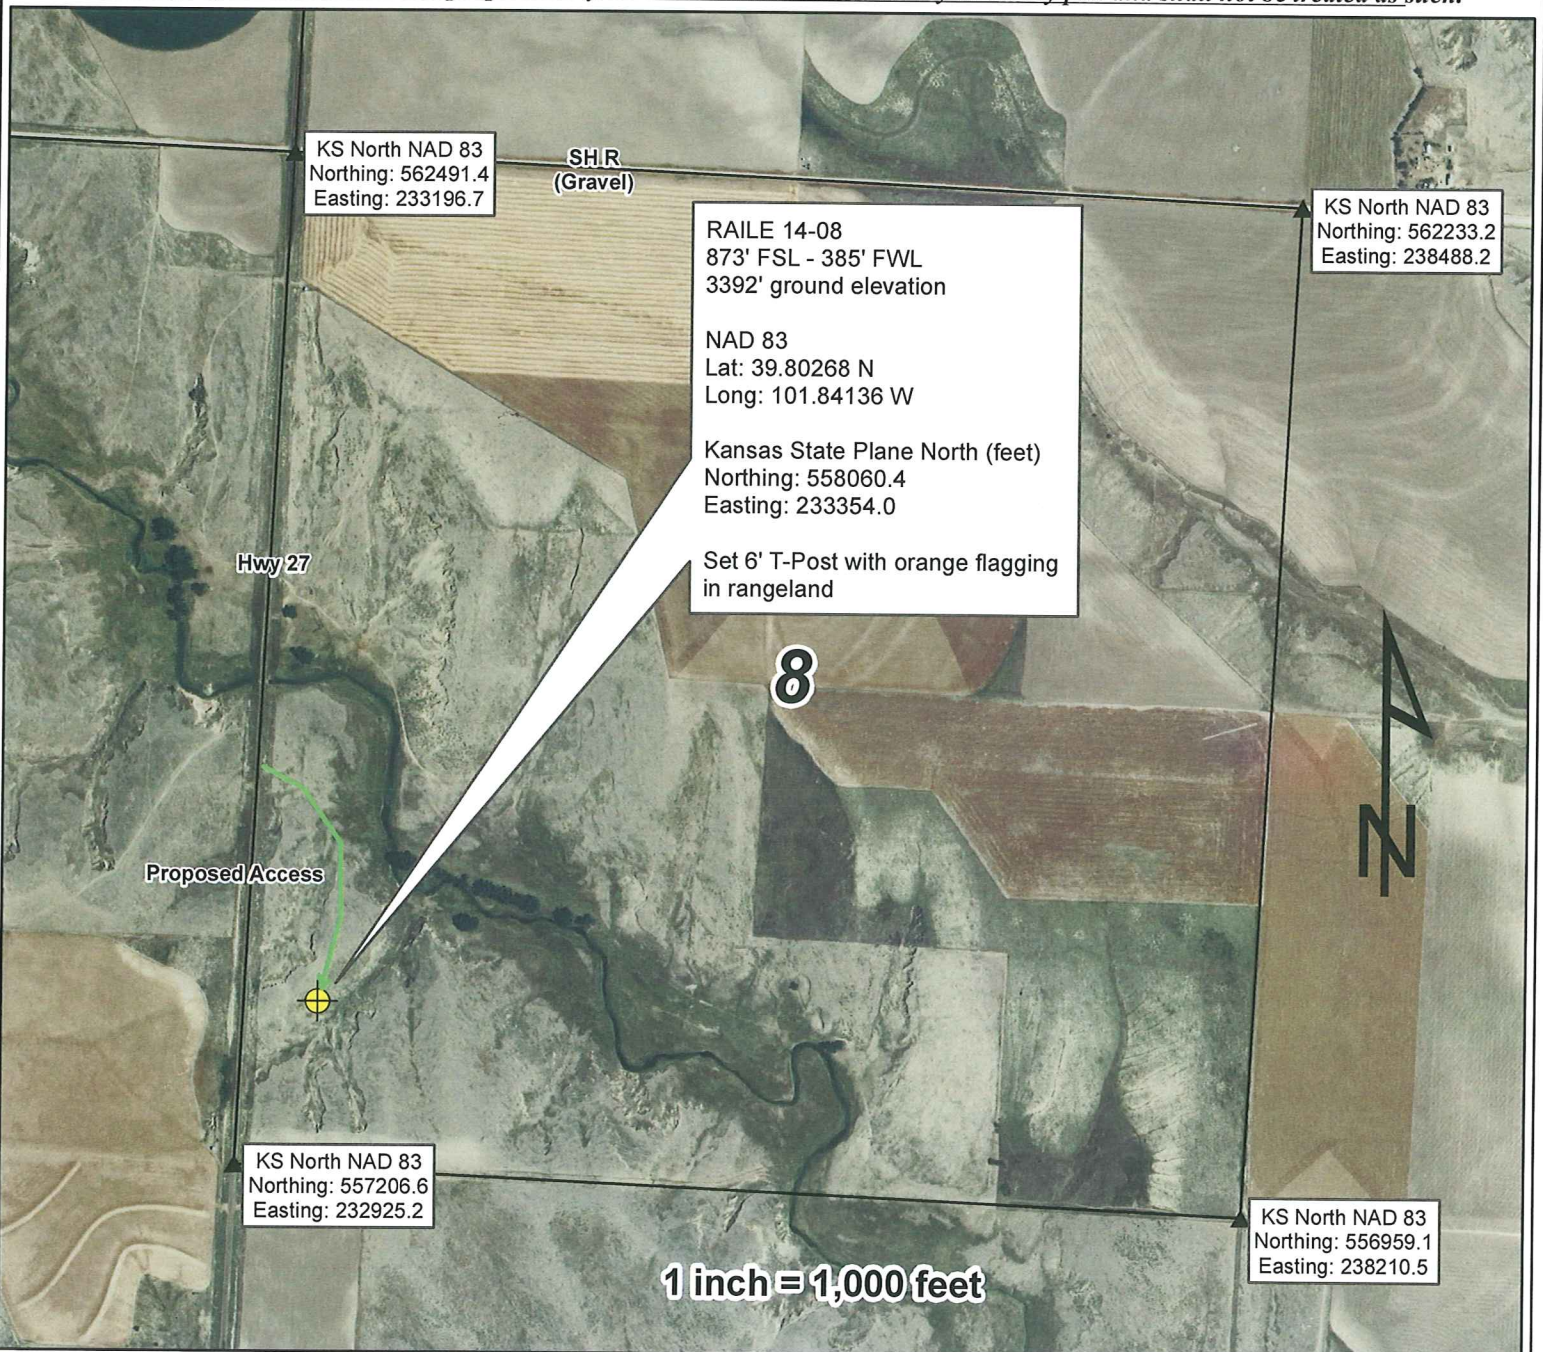 KS North NAD 83
Northing: 562491.4
Easting: 233196.7
SH R
(Gravel)
KS North NAD 83
Northing: 562233.2
Easting: 238488.2
RAILE 14-08
873' FSL - 385' FWL
3392' ground elevation
NAD 83
Lat: 39.80268 N
Long: 101.84136 W
Kansas State Plane North (feet)
Northing: 558060.4
Easting: 233354.0
Set 6' T-Post with orange flagging
in rangeland
Hwy 27
8
N
Proposed Access
KS North NAD 83
Northing: 557206.6
Easting: 232925.2
KS North NAD 83
Northing: 556959.1
Easting: 238210.5
1 inch = 1,000 feet